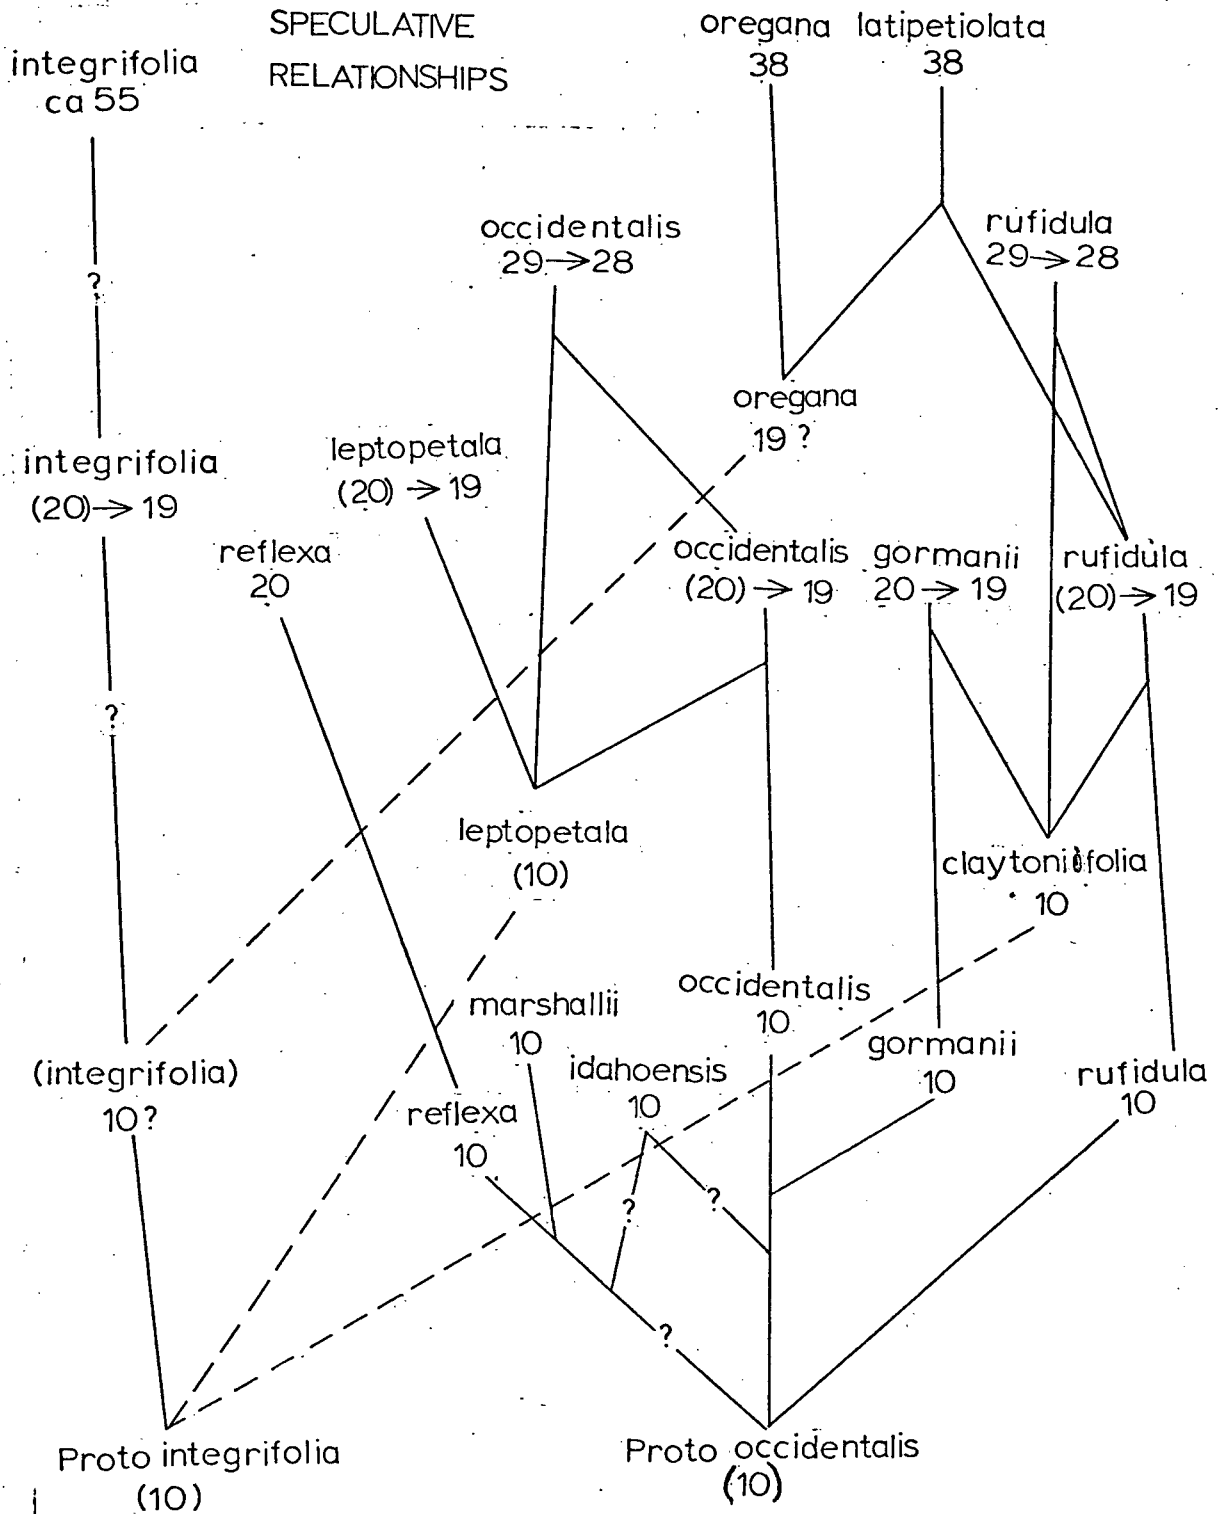 SPECULATIVE
RELATIONSHIPS
integrifolia
ca 55
oregana
38
latipetiolata
38
occidentalis
29→28
rufidula
29→28
?
oregana
19 ?
integrifolia
(20)→19
leptopetala
(20)→19
reflexa
20
occidentalis
(20)→19
gormanii
20→19
rufidula
(20)→19
?
leptopetala
(10)
claytoniifolia
10
marshallii
10
occidentalis
10
idahoensis
10
gormanii
10
rufidula
10
(integrifolia)
10?
reflexa
10
?
?
?
Proto integrifolia
(10)
Proto occidentalis
(10)